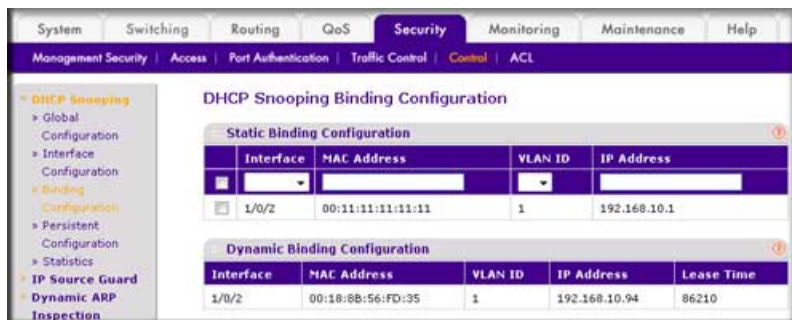 System Switching Routing QoS Security Monitoring Maintenance Help
Management Security | Access | Port Authentication | Traffic Control | Control | ACL
DHCP Snooping
» Global
Configuration
» Interface
Configuration
» Binding
Configuration
» Persistent
Configuration
» Statistics
IP Source Guard
Dynamic ARP
Inspection
DHCP Snooping Binding Configuration
Static Binding Configuration
Interface MAC Address VLAN ID IP Address
1/0/2 00:11:11:11:11:11 1 192.168.10.1
Dynamic Binding Configuration
Interface MAC Address VLAN ID IP Address Lease Time
1/0/2 00:18:8B:56:FD:35 1 192.168.10.94 86210